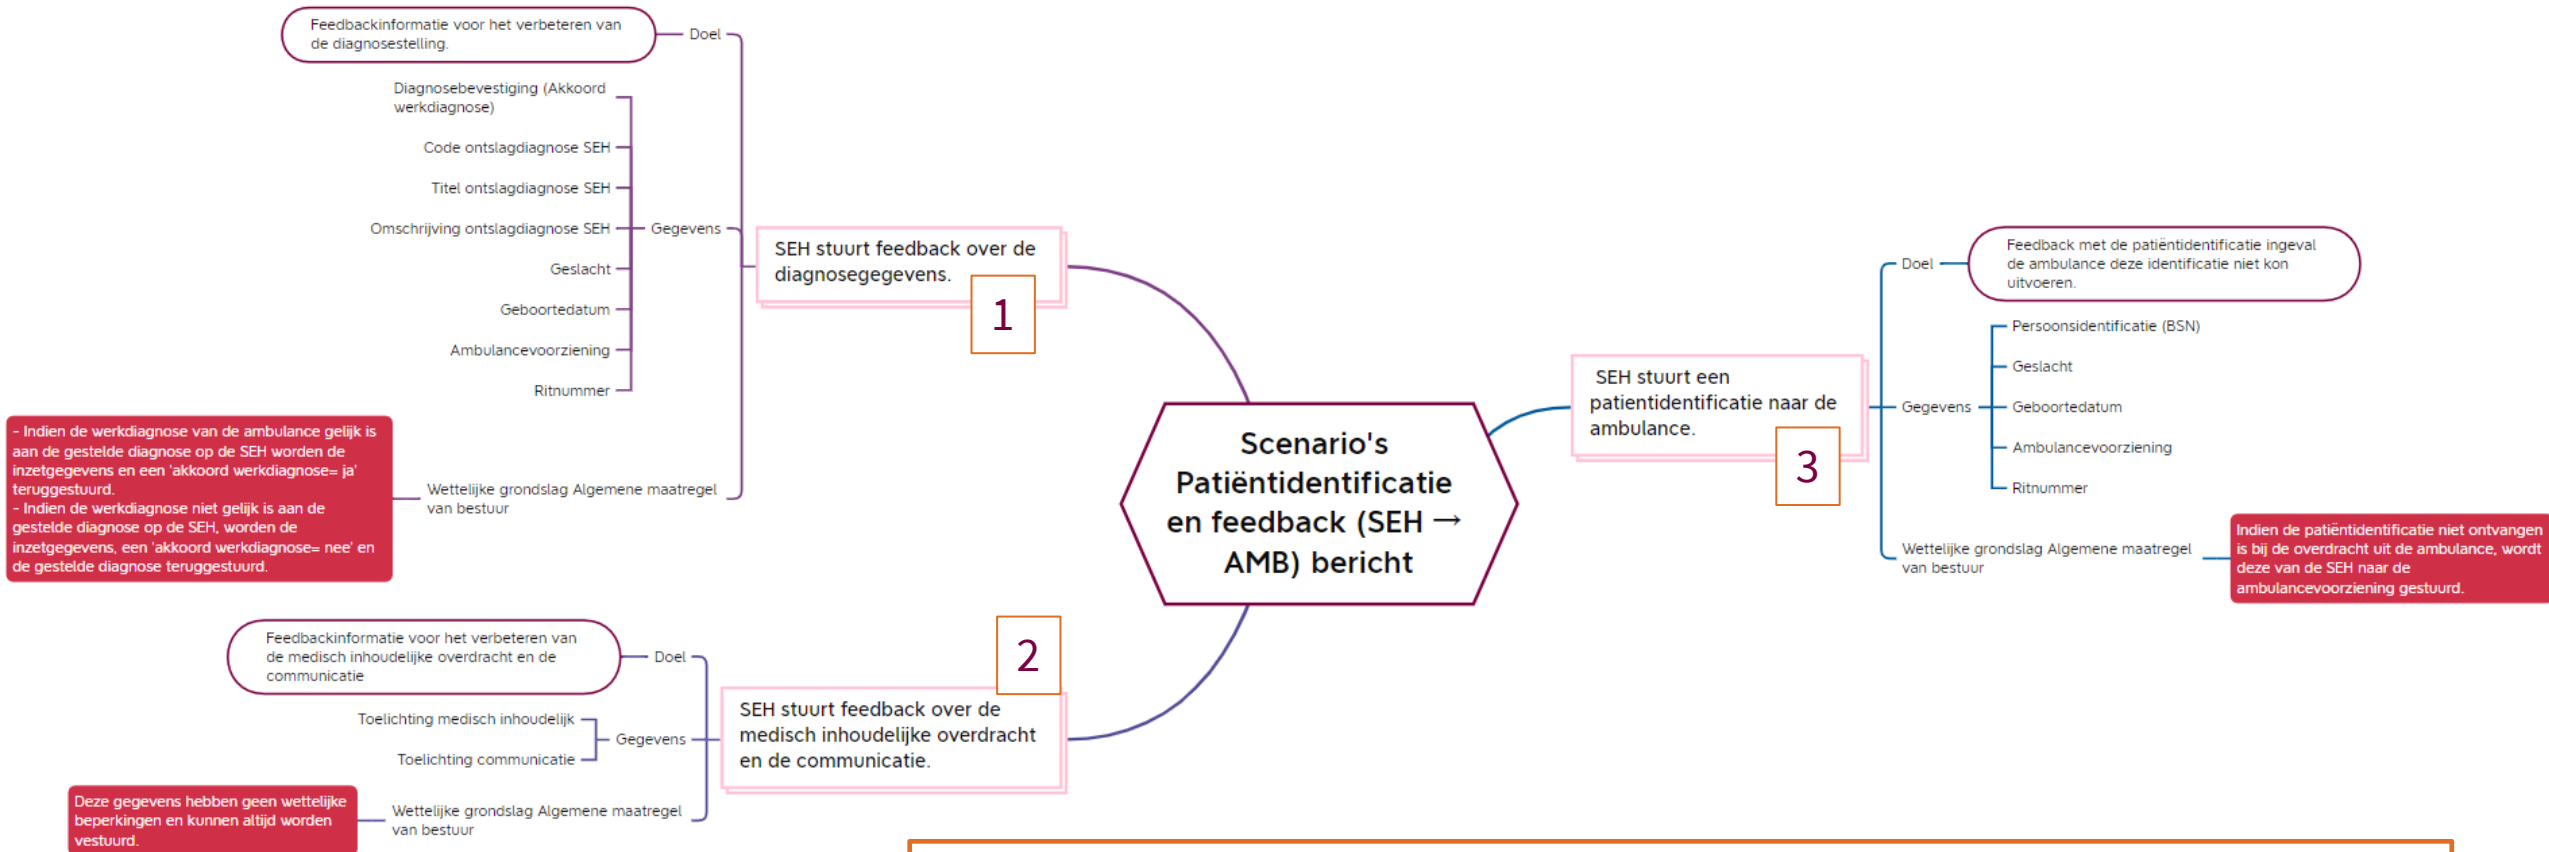 Feedbackinformatie voor het verbeteren van
de diagnosestelling.
Doel
Diagnosebevestiging (Akkoord
werkdiagnose)
Code ontslagdiagnose SEH
Titel ontslagdiagnose SEH
Omschrijving ontslagdiagnose SEH
Geslacht
Geboortedatum
Ambulancevoorziening
Ritnummer
Gegevens
- Indien de werkdiagnose van de ambulance gelijk is
aan de gestelde diagnose op de SEH worden de
inzetgegevens en een 'akkoord werkdiagnose= ja'
teruggestuurd.
- Indien de werkdiagnose niet gelijk is aan de
gestelde diagnose op de SEH, worden de
inzetgegevens, een 'akkoord werkdiagnose= nee' en
de gestelde diagnose teruggestuurd.
Wettelijke grondslag Algemene maatregel
van bestuur
SEH stuurt feedback over de
diagnosegegevens.
1
Feedbackinformatie voor het verbeteren van
de medisch inhoudelijke overdracht en de
communicatie
Doel
Toelichting medisch inhoudelijk
Toelichting communicatie
Gegevens
Deze gegevens hebben geen wettelijke
beperkingen en kunnen altijd worden
vestuurd.
Wettelijke grondslag Algemene maatregel
van bestuur
2
SEH stuurt feedback over de
medisch inhoudelijke overdracht
en de communicatie.
Scenario's
Patiëntidentificatie
en feedback (SEH →
AMB) bericht
SEH stuurt een
patientidentificatie naar de
ambulance.
3
Doel
Feedback met de patiëntidentificatie ingeval
de ambulance deze identificatie niet kon
uitvoeren.
Gegevens
Persoonsidentificatie (BSN)
Geslacht
Geboortedatum
Ambulancevoorziening
Ritnummer
Wettelijke grondslag Algemene maatregel
van bestuur
Indien de patiëntidentificatie niet ontvangen
is bij de overdracht uit de ambulance, wordt
deze van de SEH naar de
ambulancevoorziening gestuurd.